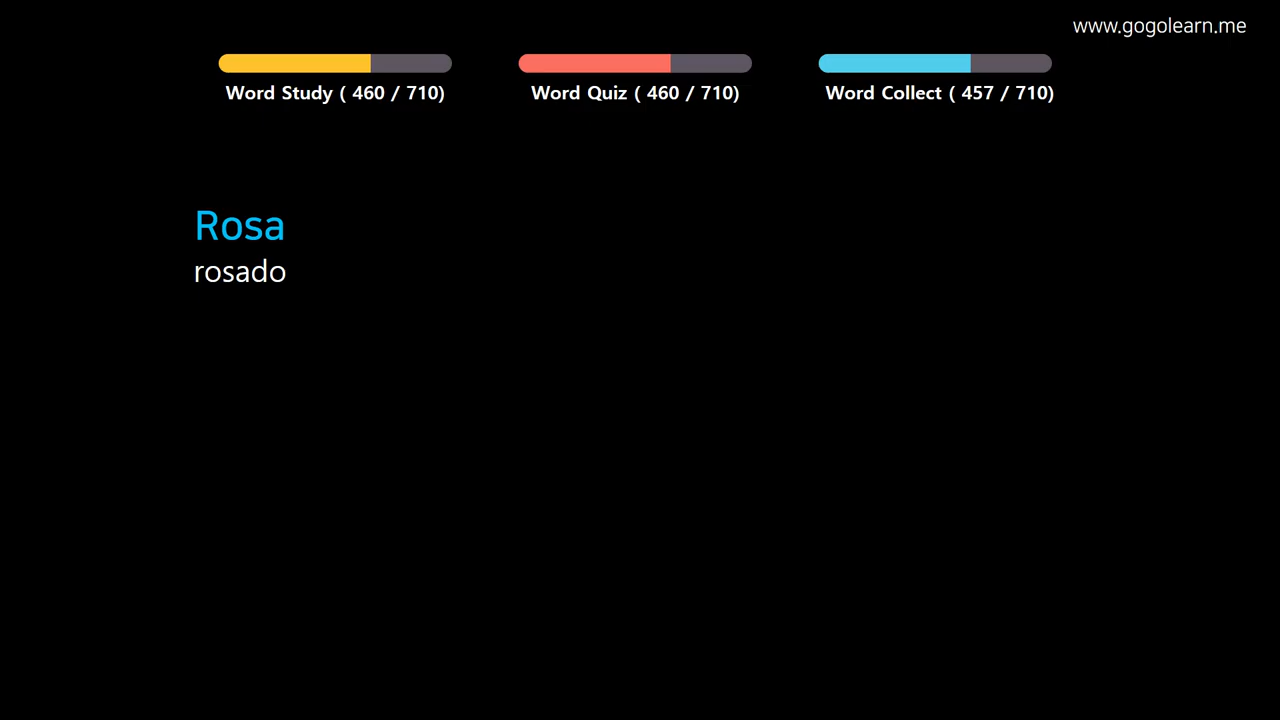 www.gogolearn.me
Word Study ( 460 / 710)
Word Quiz ( 460 / 710)
Word Collect ( 457 / 710)
Rosa
rosado